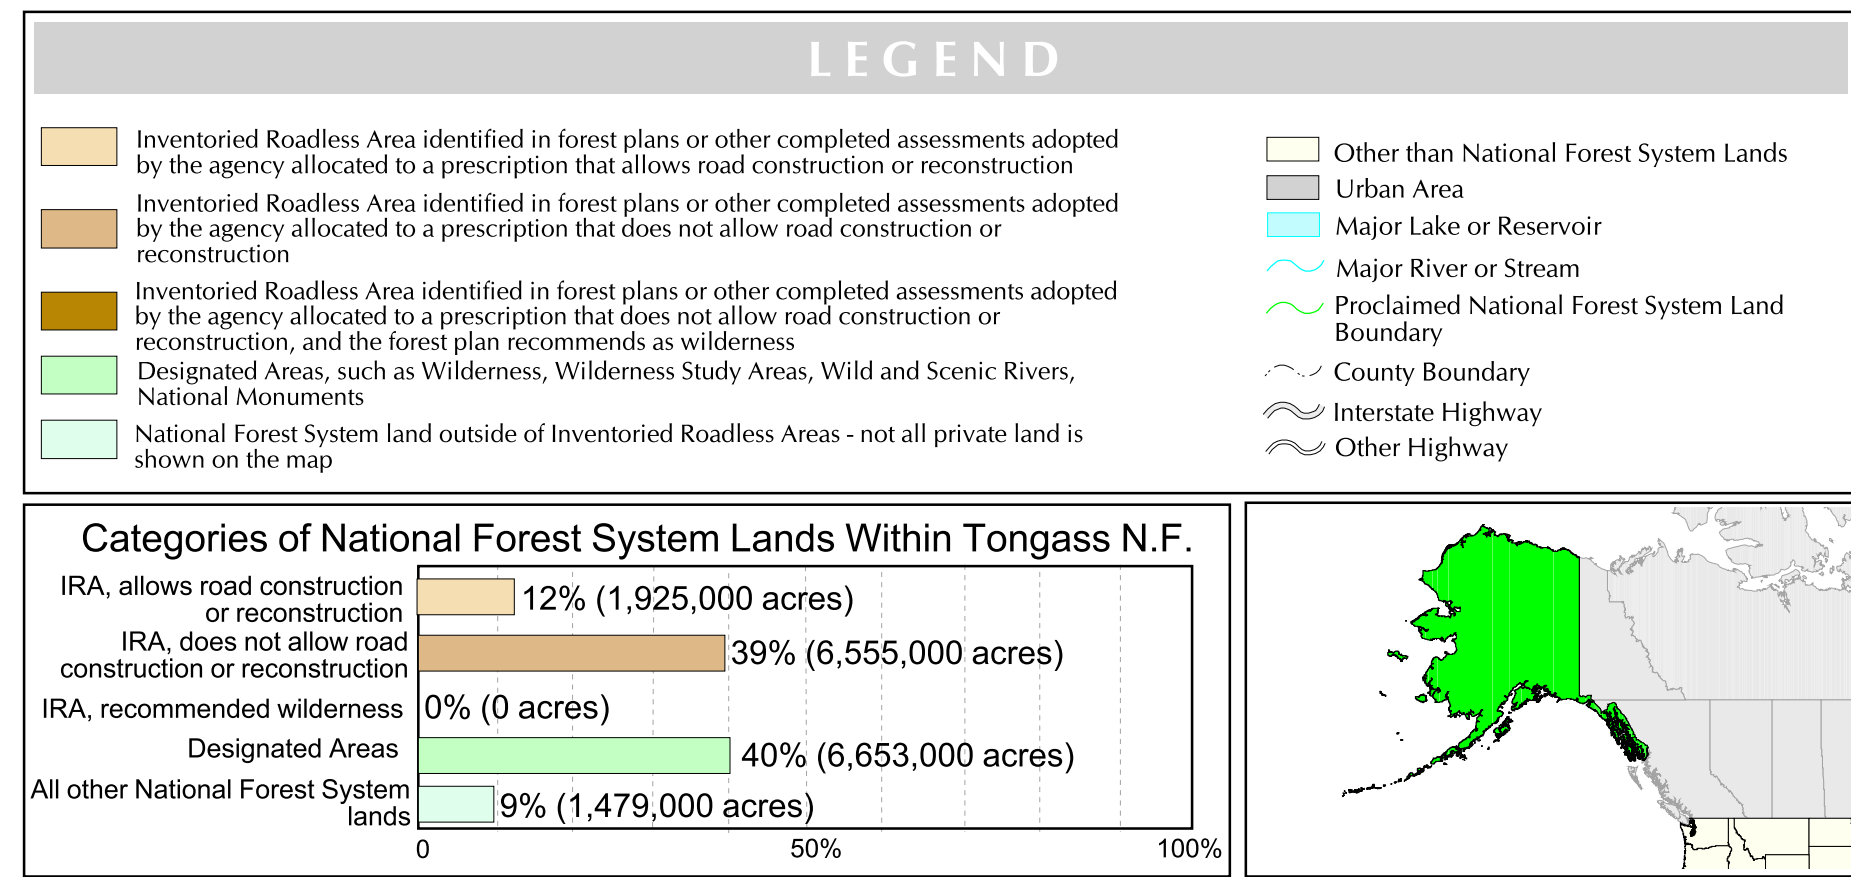 LEGEND
Inventoried Roadless Area identified in forest plans or other completed assessments adopted
by the agency allocated to a prescription that allows road construction or reconstruction
Inventoried Roadless Area identified in forest plans or other completed assessments adopted
by the agency allocated to a prescription that does not allow road construction or
reconstruction
Inventoried Roadless Area identified in forest plans or other completed assessments adopted
by the agency allocated to a prescription that does not allow road construction or
reconstruction, and the forest plan recommends as wilderness
Designated Areas, such as Wilderness, Wilderness Study Areas, Wild and Scenic Rivers,
National Monuments
National Forest System land outside of Inventoried Roadless Areas - not all private land is
shown on the map
Other than National Forest System Lands
Urban Area
Major Lake or Reservoir
Major River or Stream
Proclaimed National Forest System Land
Boundary
County Boundary
Interstate Highway
Other Highway
Categories of National Forest System Lands Within Tongass N.F.
IRA, allows road construction
or reconstruction
12% (1,925,000 acres)
IRA, does not allow road
construction or reconstruction
39% (6,555,000 acres)
IRA, recommended wilderness
0% (0 acres)
Designated Areas
40% (6,653,000 acres)
All other National Forest System
lands
9% (1,479,000 acres)
0 50% 100%